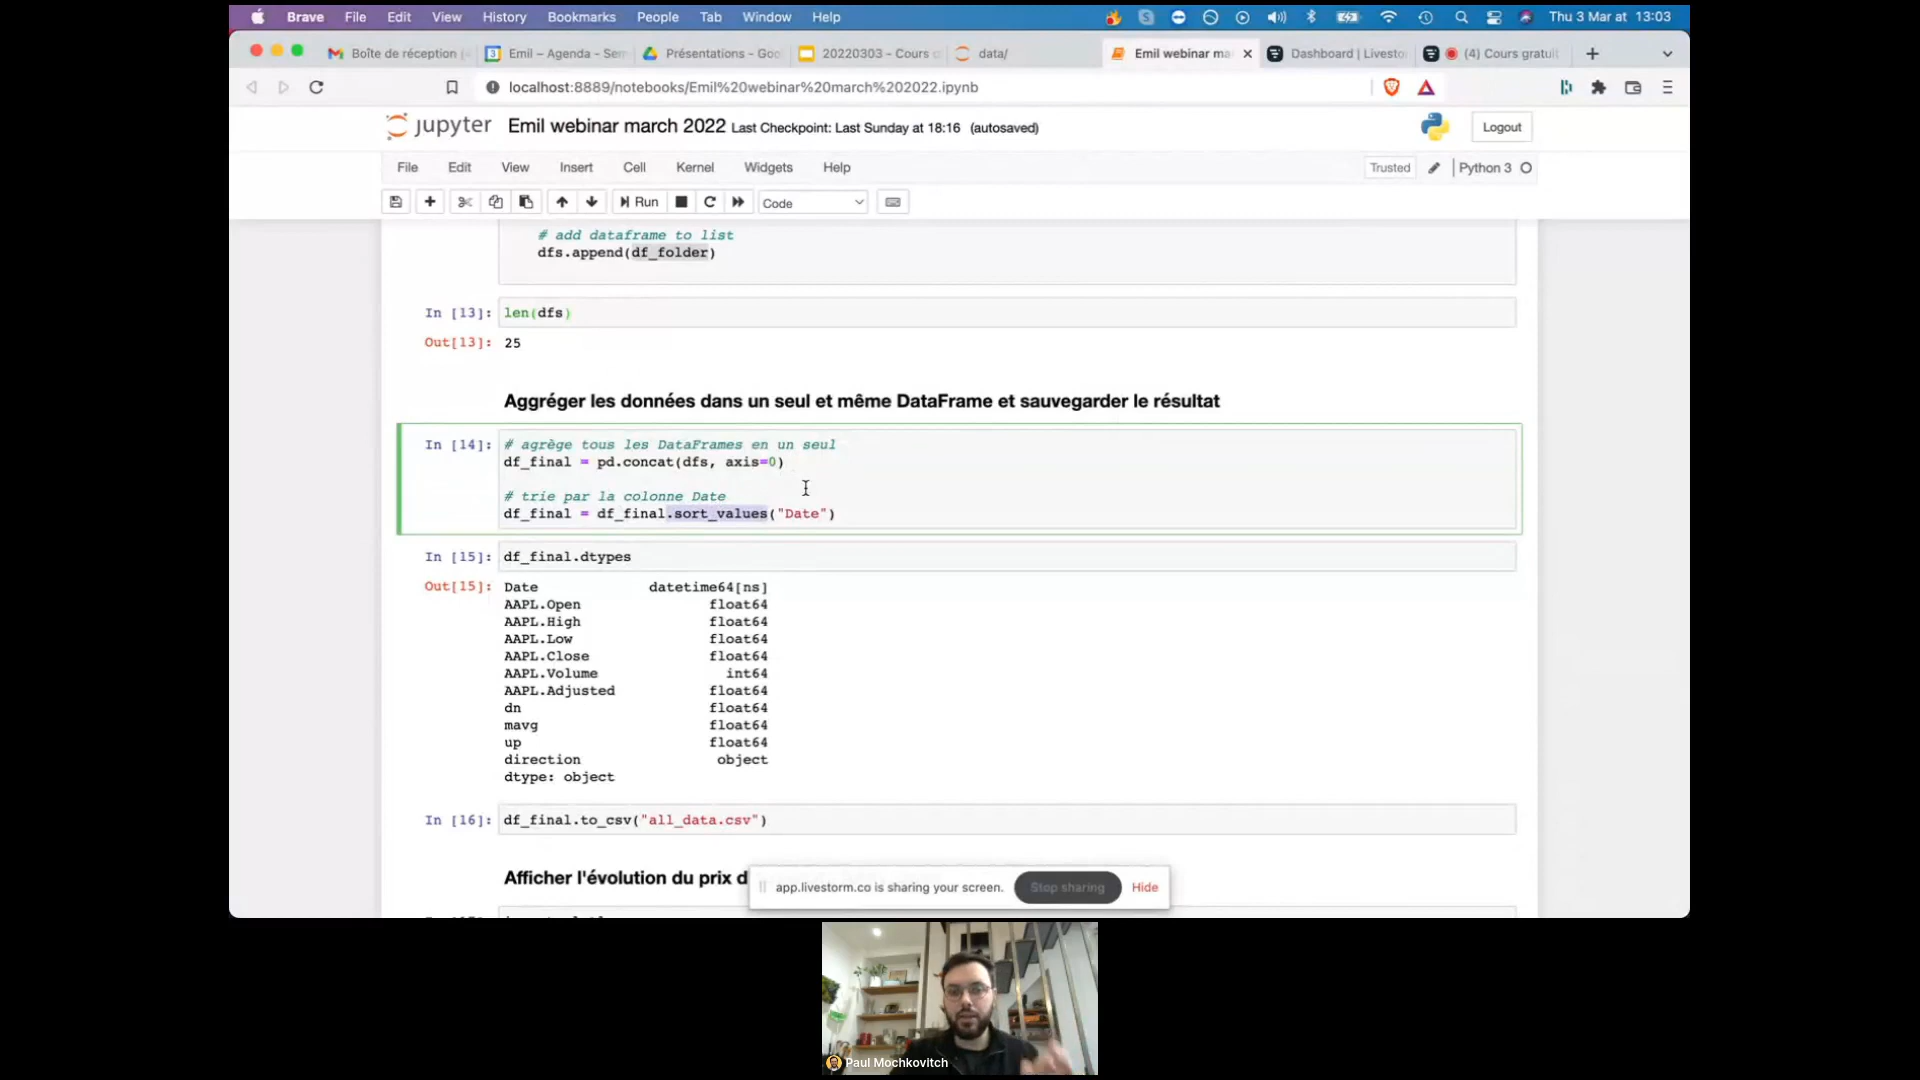 Brave File Edit View History Bookmarks People Tab Window Help Thu 3 Mar at 13:03
Boîte de réception ( Emil – Agenda - Sem Présentations - Goo 20220303 - Cours d data/ Emil webinar ma Dashboard | Livesto (4) Cours gratuit
localhost:8889/notebooks/Emil%20webinar%20march%202022.ipynb
jupyter Emil webinar march 2022 Last Checkpoint: Last Sunday at 18:16 (autosaved) Logout
File Edit View Insert Cell Kernel Widgets Help Trusted Python 3
Run Code
# add dataframe to list
dfs.append(df_folder)
In [13]: len(dfs)
Out[13]: 25
Aggréger les données dans un seul et même DataFrame et sauvegarder le résultat
In [14]: # agrège tous les DataFrames en un seul
df_final = pd.concat(dfs, axis=0)
# trie par la colonne Date
df_final = df_final.sort_values("Date")
In [15]: df_final.dtypes
Out[15]: Date datetime64[ns]
AAPL.Open float64
AAPL.High float64
AAPL.Low float64
AAPL.Close float64
AAPL.Volume int64
AAPL.Adjusted float64
dn float64
mavg float64
up float64
direction object
dtype: object
In [16]: df_final.to_csv("all_data.csv")
Afficher l'évolution du prix d
app.livestorm.co is sharing your screen. Stop sharing Hide
Paul Mochkovitch